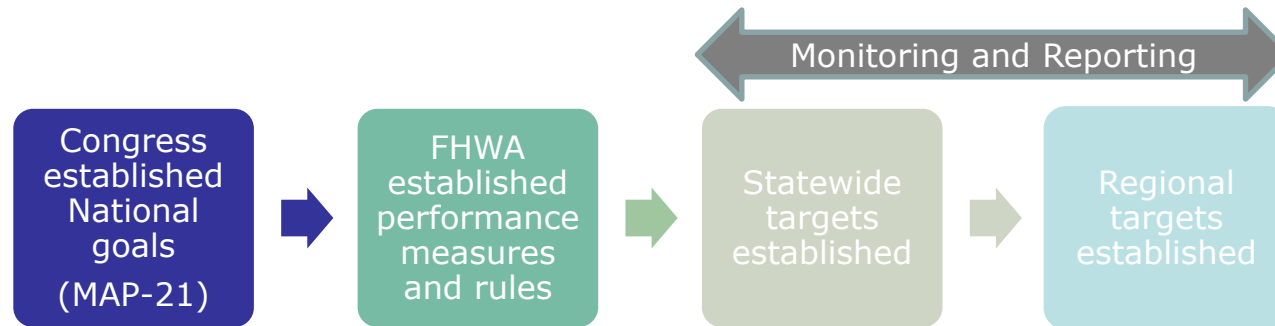 Monitoring and Reporting
Congress
established
National
goals
(MAP-21)
FHWA
established
performance
measures
and rules
Statewide
targets
established
Regional
targets
established